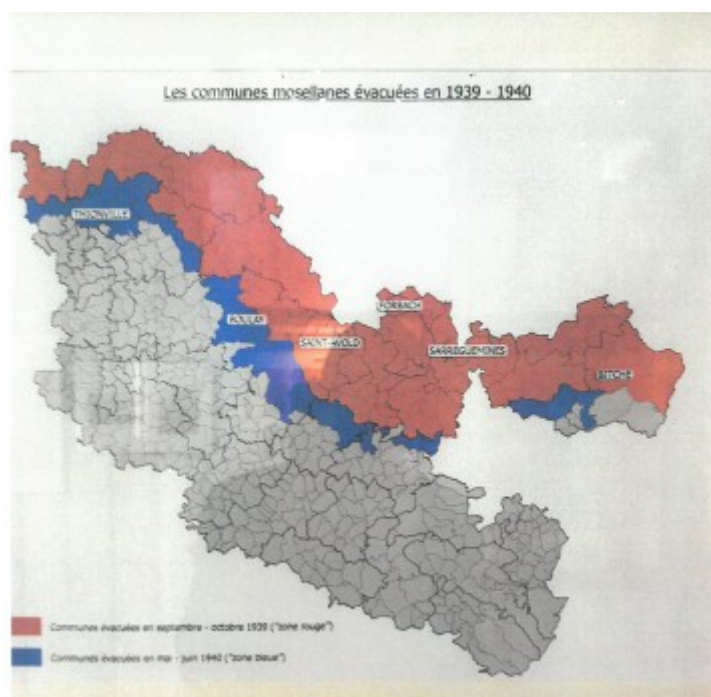 Les communes mosellanes évacuées en 1939 - 1940
THIONVILLE
FORBACH
BOULAY
SAINT-AVOLD
SARREGUEMINES
BITCHE
Communes évacuées en septembre - octobre 1939 ("zone rouge")
Communes évacuées en mai - juin 1940 ("zone bleue")